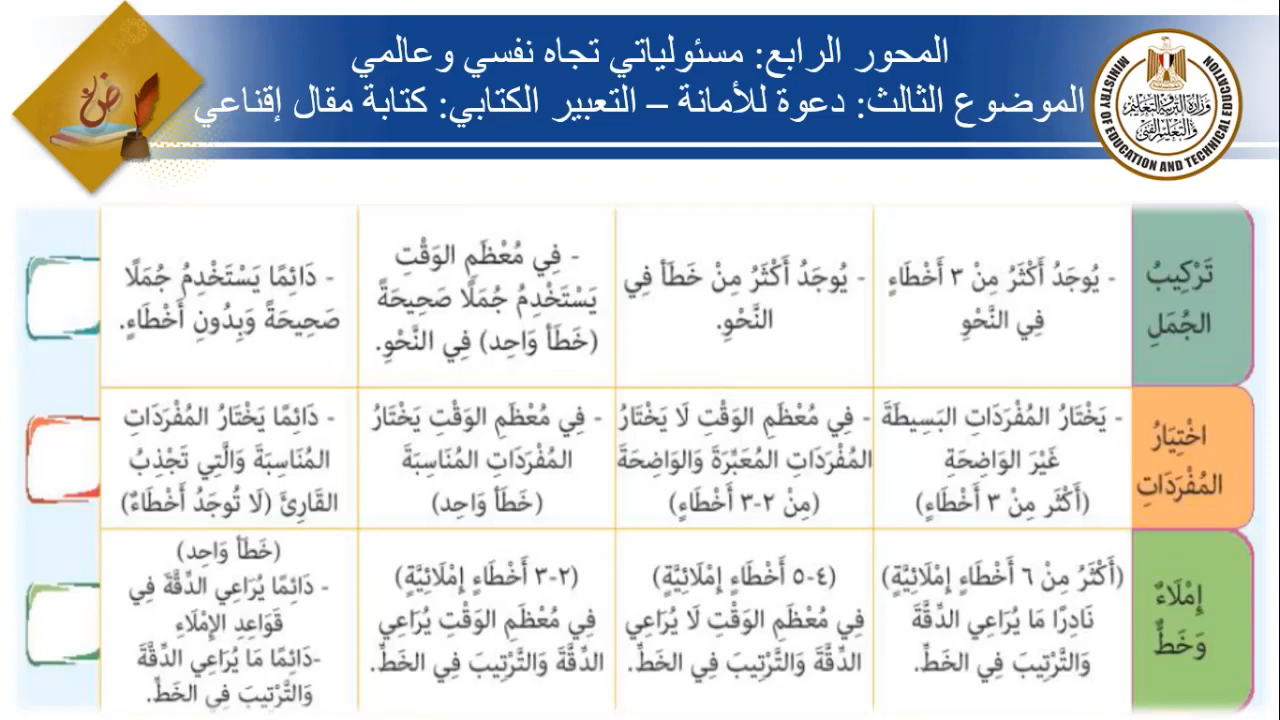 المحور الرابع: مسئولياتي تجاه نفسي وعالمي
الموضوع الثالث: دعوة للأمانة – التعبير الكتابي: كتابة مقال إقناعي
MINISTRY OF EDUCATION AND TECHNICAL EDUCATION
وزارة التربية والتعليم
والتعليم الفني
ض
تَرْكِيبُ
الجُمَلِ
- يُوجَدُ أَكْثَرُ مِنْ ٣ أَخْطَاءٍ
فِي النَّحْوِ
- يُوجَدُ أَكْثَرُ مِنْ خَطَأ فِي
النَّحْوِ.
- فِي مُعْظَمِ الوَقْتِ
يَسْتَخْدِمُ جُمَلًا صَحِيحَةً
(خَطَأ وَاحِد) فِي النَّحْوِ.
- دَائِمًا يَسْتَخْدِمُ جُمَلًا
صَحِيحَةً وَبِدُونِ أَخْطَاءٍ.
اخْتِيَارُ
المُفْرَدَاتِ
- يَخْتَارُ المُفْرَدَاتِ البَسِيطَةَ
غَيْرَ الوَاضِحَةِ
(أَكْثَر مِنْ ٣ أَخْطَاءٍ)
- فِي مُعْظَمِ الوَقْتِ لَا يَخْتَارُ
المُفْرَدَاتِ المُعَبِّرَةَ وَالوَاضِحَةَ
(مِنْ ٢-٣ أَخْطَاءٍ)
- فِي مُعْظَمِ الوَقْتِ يَخْتَارُ
المُفْرَدَاتِ المُنَاسِبَةَ
(خَطَأ وَاحِد)
- دَائِمًا يَخْتَارُ المُفْرَدَاتِ
المُنَاسِبَةَ وَالَّتِي تَجْذِبُ
القَارِئَ (لَا تُوجَدُ أَخْطَاءٌ)
إِمْلَاءٌ
وَخَطٌّ
(أَكْثَرُ مِنْ ٦ أَخْطَاءٍ إِمْلَائِيَّةٍ)
نَادِرًا مَا يُرَاعِي الدِّقَّةَ
وَالتَّرْتِيبَ فِي الخَطِّ.
(٤-٥ أَخْطَاءٍ إِمْلَائِيَّةٍ)
فِي مُعْظَمِ الوَقْتِ لَا يُرَاعِي
الدِّقَّةَ وَالتَّرْتِيبَ فِي الخَطِّ.
(٢-٣ أَخْطَاءٍ إِمْلَائِيَّةٍ)
فِي مُعْظَمِ الوَقْتِ يُرَاعِي
الدِّقَّةَ وَالتَّرْتِيبَ فِي الخَطِّ.
(خَطَأ وَاحِد)
- دَائِمًا يُرَاعِي الدِّقَّةَ فِي
قَوَاعِدِ الإِمْلَاءِ
-دَائِمًا مَا يُرَاعِي الدِّقَّةَ
وَالتَّرْتِيبَ فِي الخَطِّ.